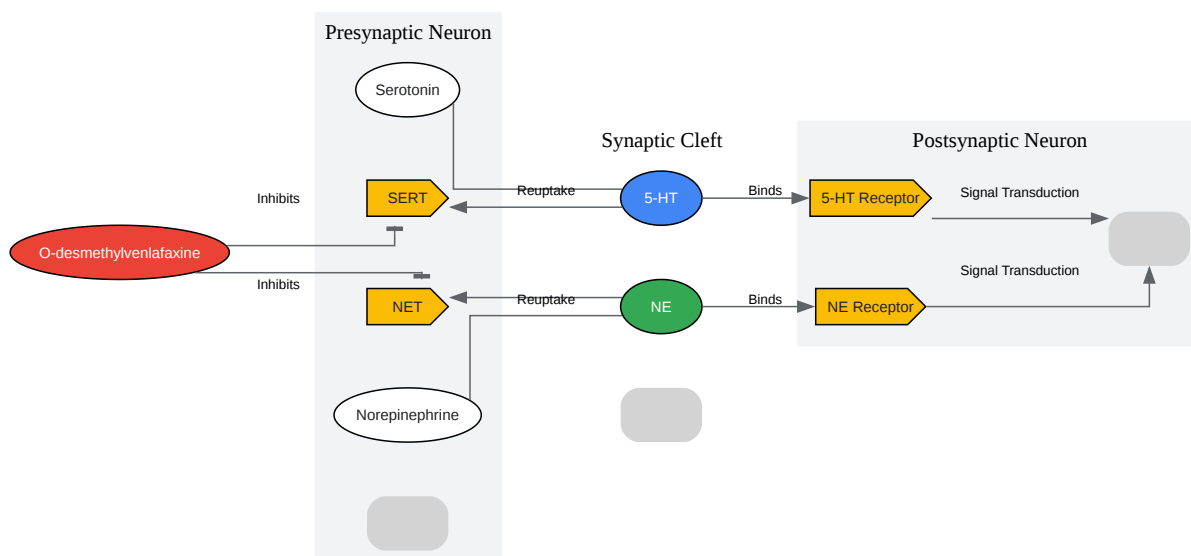 Presynaptic Neuron
Serotonin
Synaptic Cleft
Postsynaptic Neuron
Inhibits
SERT
Reuptake
5-HT
Binds
5-HT Receptor
Signal Transduction
O-desmethylvenlafaxine
Inhibits
NET
Reuptake
NE
Binds
NE Receptor
Signal Transduction
Norepinephrine